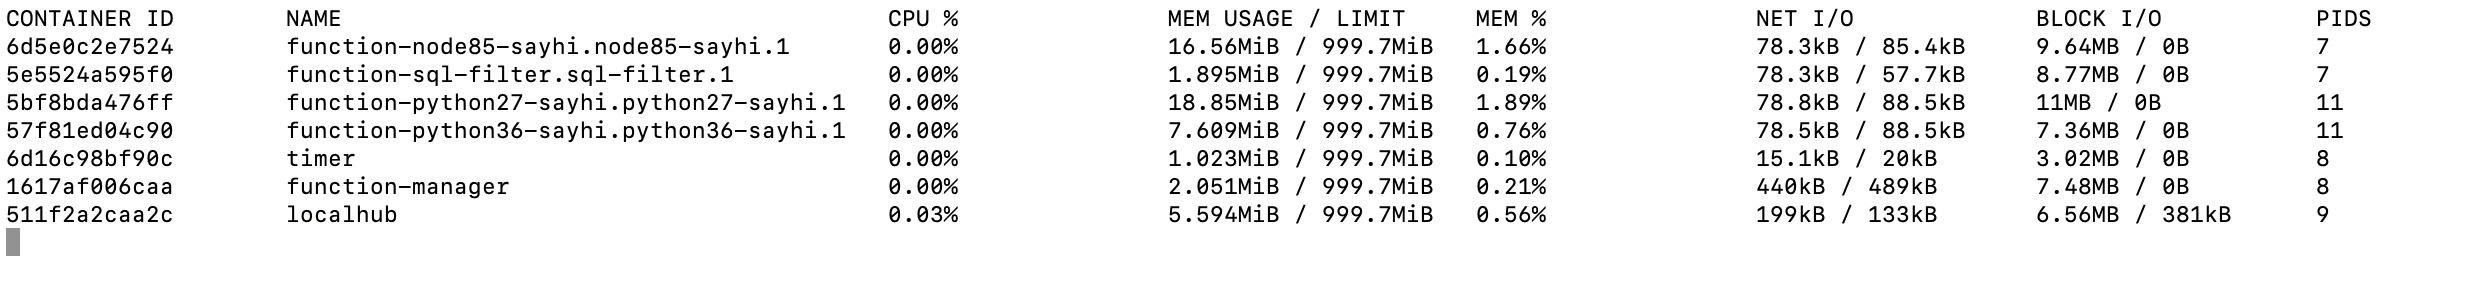 CONTAINER ID NAME CPU % MEM USAGE / LIMIT MEM % NET I/O BLOCK I/O PIDS
6d5e0c2e7524 function-node85-sayhi.node85-sayhi.1 0.00% 16.56MiB / 999.7MiB 1.66% 78.3kB / 85.4kB 9.64MB / 0B 7
5e5524a595f0 function-sql-filter.sql-filter.1 0.00% 1.895MiB / 999.7MiB 0.19% 78.3kB / 57.7kB 8.77MB / 0B 7
5bf8bda476ff function-python27-sayhi.python27-sayhi.1 0.00% 18.85MiB / 999.7MiB 1.89% 78.8kB / 88.5kB 11MB / 0B 11
57f81ed04c90 function-python36-sayhi.python36-sayhi.1 0.00% 7.609MiB / 999.7MiB 0.76% 78.5kB / 88.5kB 7.36MB / 0B 11
6d16c98bf90c timer 0.00% 1.023MiB / 999.7MiB 0.10% 15.1kB / 20kB 3.02MB / 0B 8
1617af006caa function-manager 0.00% 2.051MiB / 999.7MiB 0.21% 440kB / 489kB 7.48MB / 0B 8
511f2a2caa2c localhub 0.03% 5.594MiB / 999.7MiB 0.56% 199kB / 133kB 6.56MB / 381kB 9